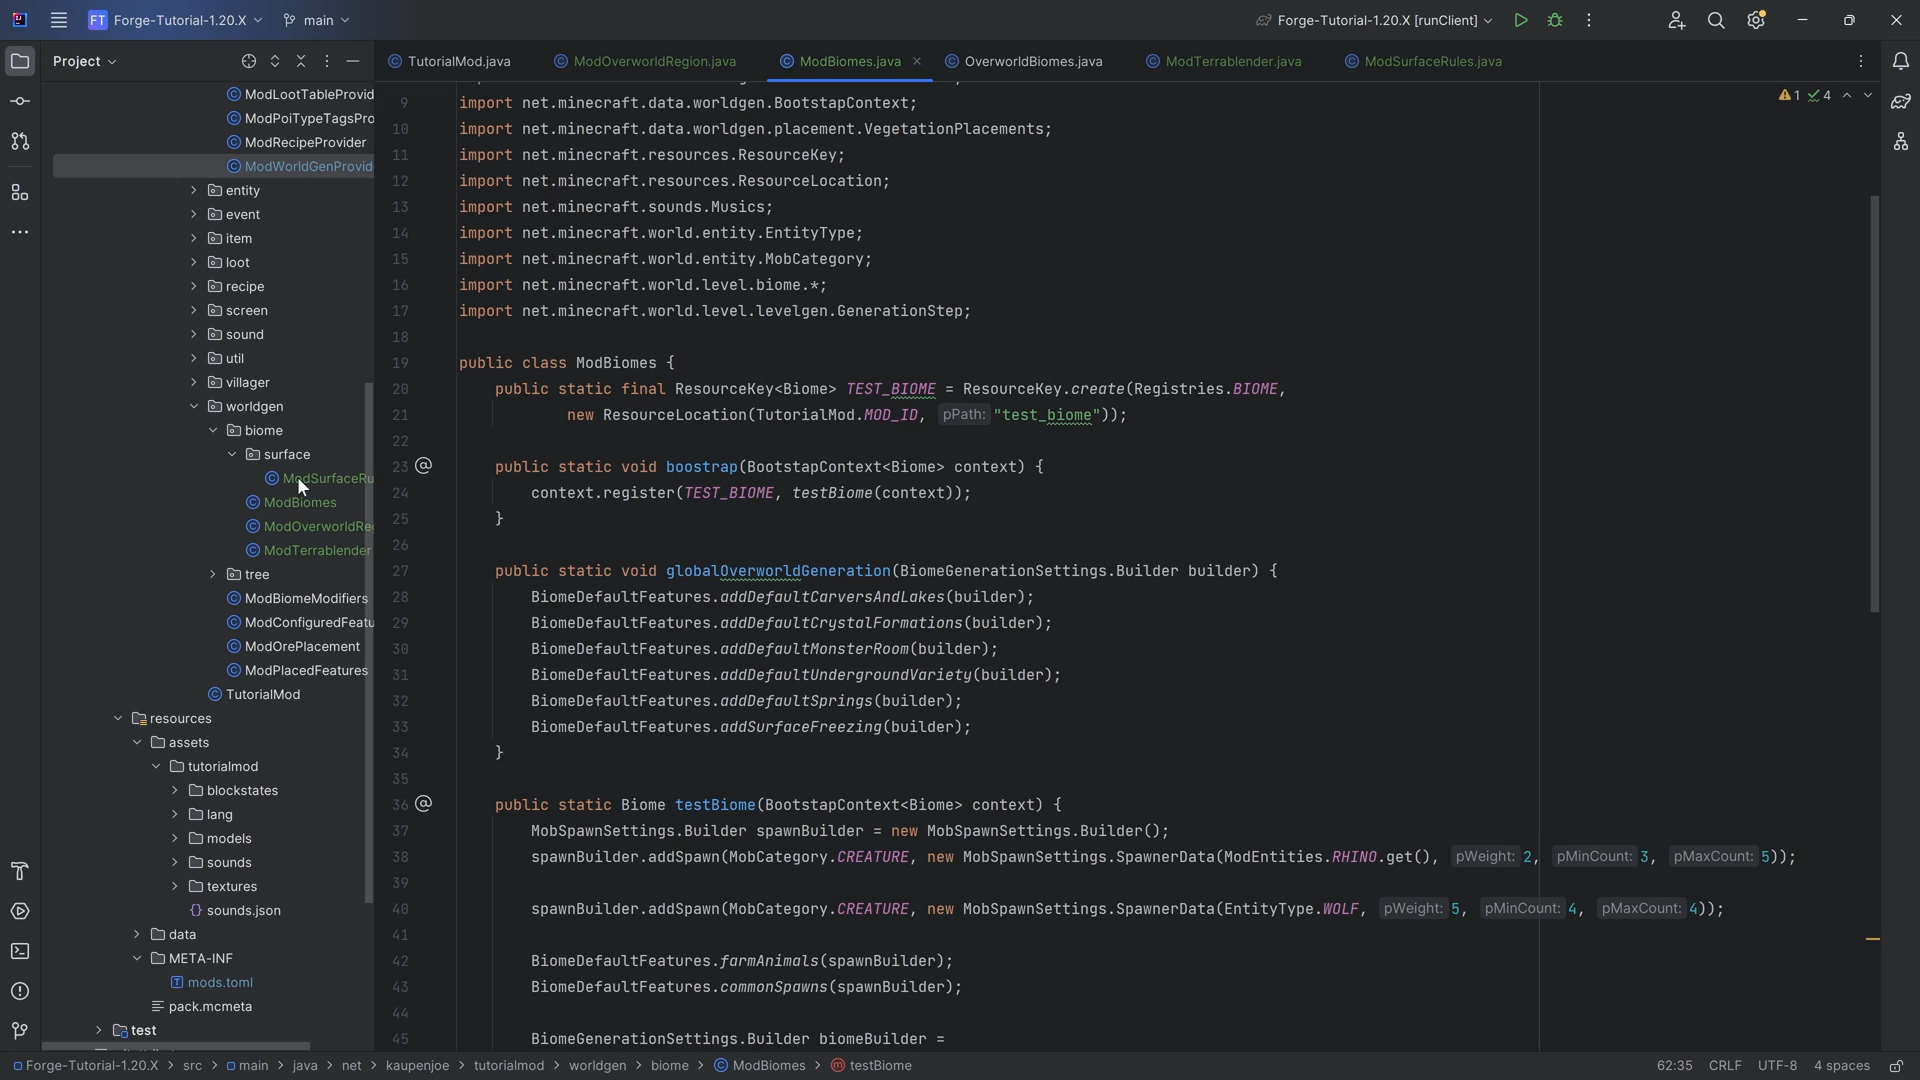 FT Forge-Tutorial-1.20.X main Forge-Tutorial-1.20.X [runClient]
Project
TutorialMod.java ModOverworldRegion.java ModBiomes.java OverworldBiomes.java ModTerrablender.java ModSurfaceRules.java
ModLootTableProvid
ModPoiTypeTagsPro
ModRecipeProvider
ModWorldGenProvid
entity
event
item
loot
recipe
screen
sound
util
villager
worldgen
biome
surface
ModSurfaceRu
ModBiomes
ModOverworldReg
ModTerrablender
tree
ModBiomeModifiers
ModConfiguredFeatu
ModOrePlacement
ModPlacedFeatures
TutorialMod
resources
assets
tutorialmod
blockstates
lang
models
sounds
textures
sounds.json
data
META-INF
mods.toml
pack.mcmeta
test
1 4
9 import net.minecraft.data.worldgen.BootstapContext;
10 import net.minecraft.data.worldgen.placement.VegetationPlacements;
11 import net.minecraft.resources.ResourceKey;
12 import net.minecraft.resources.ResourceLocation;
13 import net.minecraft.sounds.Musics;
14 import net.minecraft.world.entity.EntityType;
15 import net.minecraft.world.entity.MobCategory;
16 import net.minecraft.world.level.biome.*;
17 import net.minecraft.world.level.levelgen.GenerationStep;
18
19 public class ModBiomes {
20 public static final ResourceKey<Biome> TEST_BIOME = ResourceKey.create(Registries.BIOME,
21 new ResourceLocation(TutorialMod.MOD_ID, pPath: "test_biome"));
22
23 @ public static void boostrap(BootstapContext<Biome> context) {
24 context.register(TEST_BIOME, testBiome(context));
25 }
26
27 public static void globalOverworldGeneration(BiomeGenerationSettings.Builder builder) {
28 BiomeDefaultFeatures.addDefaultCarversAndLakes(builder);
29 BiomeDefaultFeatures.addDefaultCrystalFormations(builder);
30 BiomeDefaultFeatures.addDefaultMonsterRoom(builder);
31 BiomeDefaultFeatures.addDefaultUndergroundVariety(builder);
32 BiomeDefaultFeatures.addDefaultSprings(builder);
33 BiomeDefaultFeatures.addSurfaceFreezing(builder);
34 }
35
36 @ public static Biome testBiome(BootstapContext<Biome> context) {
37 MobSpawnSettings.Builder spawnBuilder = new MobSpawnSettings.Builder();
38 spawnBuilder.addSpawn(MobCategory.CREATURE, new MobSpawnSettings.SpawnerData(ModEntities.RHINO.get(), pWeight: 2, pMinCount: 3, pMaxCount: 5));
39
40 spawnBuilder.addSpawn(MobCategory.CREATURE, new MobSpawnSettings.SpawnerData(EntityType.WOLF, pWeight: 5, pMinCount: 4, pMaxCount: 4));
41
42 BiomeDefaultFeatures.farmAnimals(spawnBuilder);
43 BiomeDefaultFeatures.commonSpawns(spawnBuilder);
44
45 BiomeGenerationSettings.Builder biomeBuilder =
Forge-Tutorial-1.20.X > src > main > java > net > kaupenjoe > tutorialmod > worldgen > biome > ModBiomes > testBiome 62:35 CRLF UTF-8 4 spaces